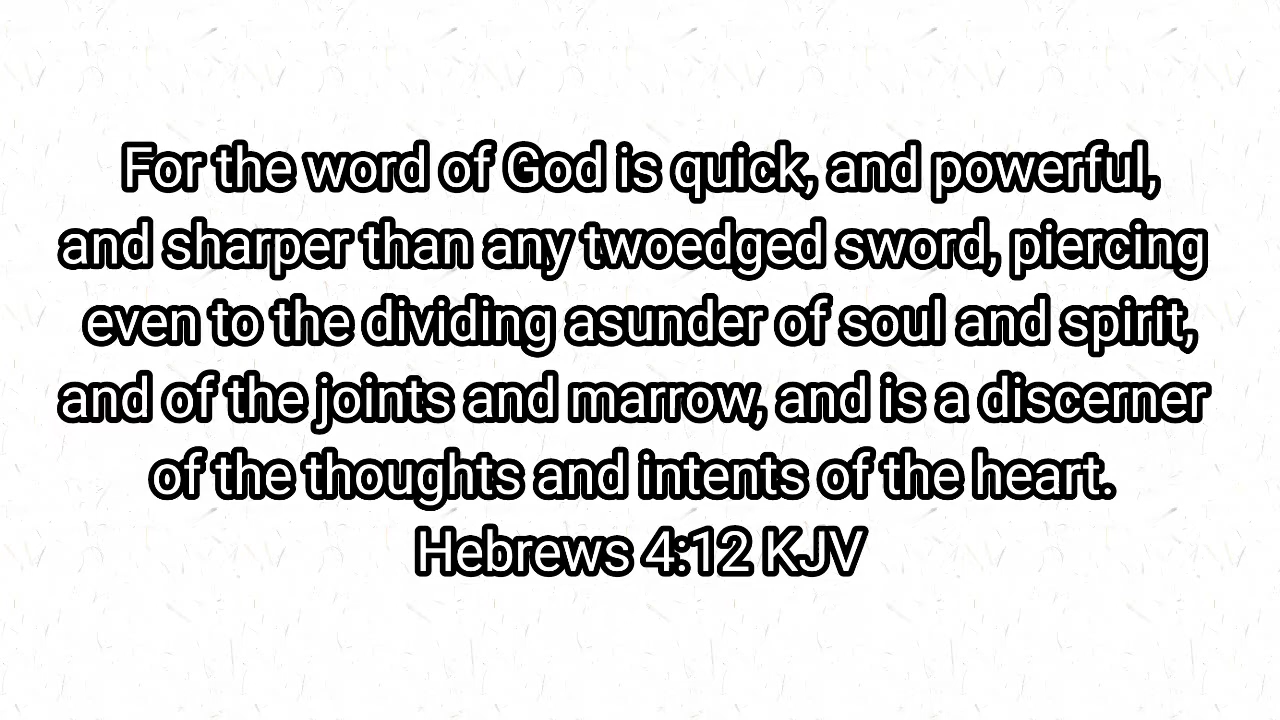 For the word of God is quick, and powerful,
and sharper than any twoedged sword, piercing
even to the dividing asunder of soul and spirit,
and of the joints and marrow, and is a discerner
of the thoughts and intents of the heart.
Hebrews 4:12 KJV